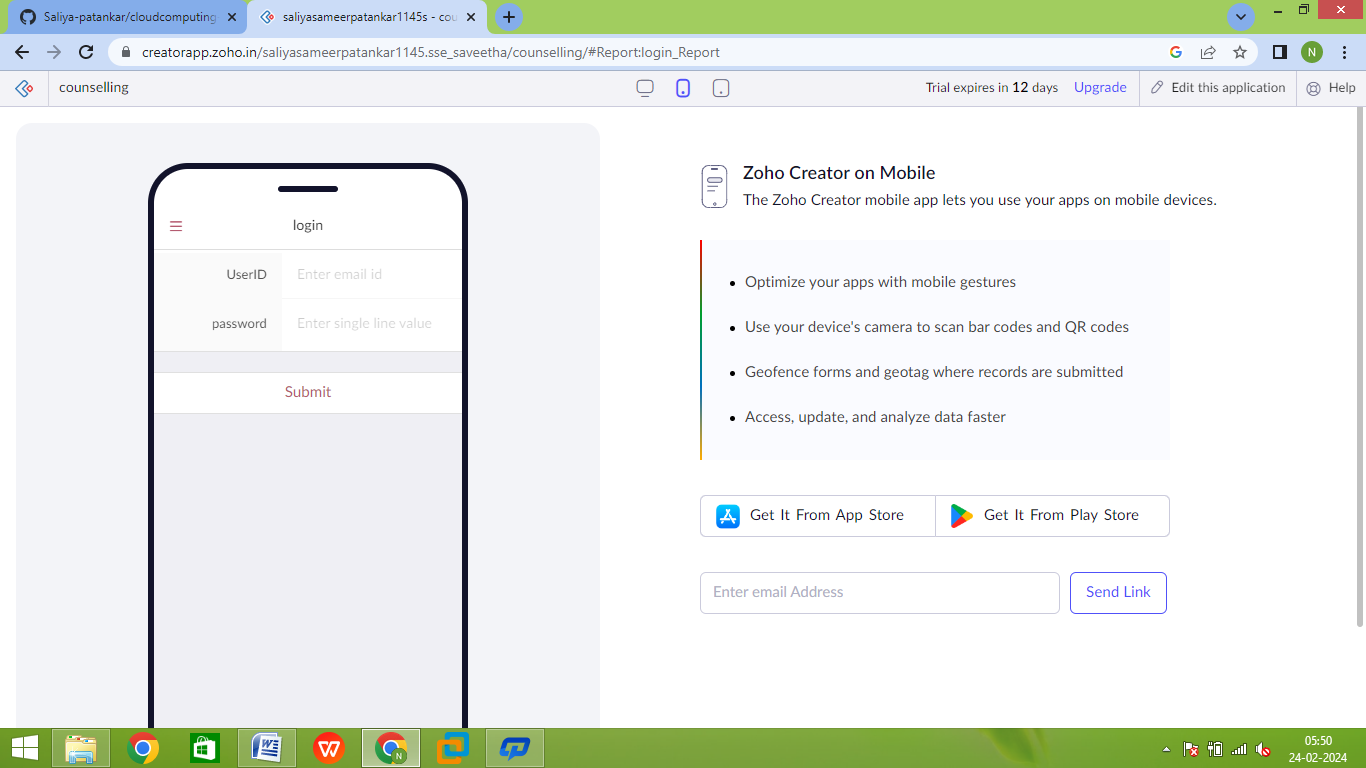 Saliya-patankar/cloudcomputing
saliyasameerpatankar1145s - cou
creatorapp.zoho.in/saliyasameerpatankar1145.sse_saveetha/counselling/#Report:login_Report
N
counselling
Trial expires in 12 days
Upgrade
Edit this application
Help
login
UserID
Enter email id
password
Enter single line value
Submit
Zoho Creator on Mobile
The Zoho Creator mobile app lets you use your apps on mobile devices.
Optimize your apps with mobile gestures
Use your device's camera to scan bar codes and QR codes
Geofence forms and geotag where records are submitted
Access, update, and analyze data faster
Get It From App Store
Get It From Play Store
Enter email Address
Send Link
N
05:50
24-02-2024